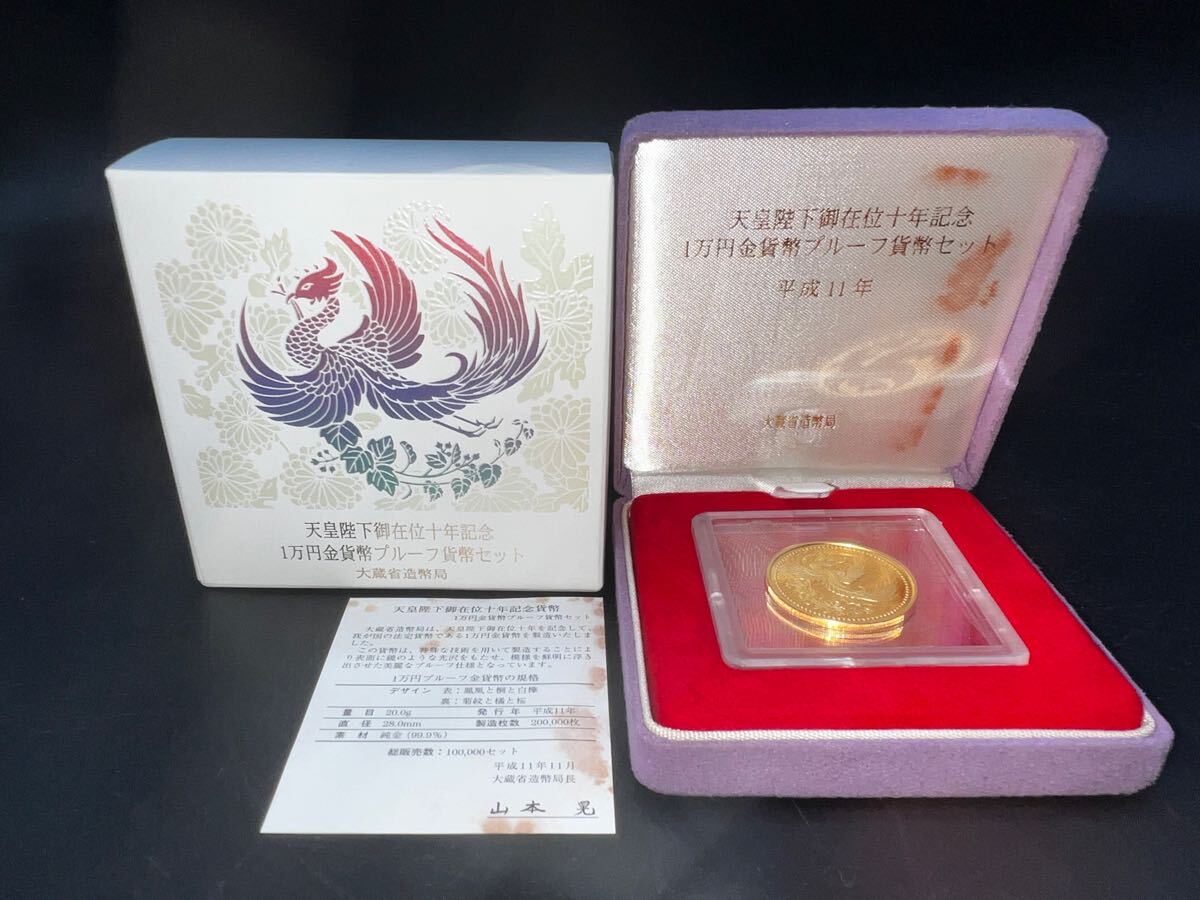 天皇陛下御在位十年記念
1万円金貨幣プルーフ貨幣セット
大蔵省造幣局
天皇陛下御在位十年記念
1万円金貨幣プルーフ貨幣セット
平成11年
大蔵省造幣局
天皇陛下御在位十年記念貨幣
1万円金貨幣プルーフ貨幣セット
大蔵省造幣局は、天皇陛下御在位十年を記念して、
我が国の法定貨幣である1万円金貨幣を製造いたしま
した。
この貨幣は、特殊な技術を用いて製造することによ
り表面に鏡のような光沢をもたせ、模様を鮮明に浮き
出させた美麗なプルーフ仕様となっています。
1万円プルーフ金貨幣の規格
デザイン 表：鳳凰と桐と白樺
裏：菊紋と橘と桜
量目 20.0g 発行年 平成11年
直径 28.0mm 製造枚数 200,000枚
素材 純金(99.9%)
総販売数：100,000セット
平成11年11月
大蔵省造幣局長
山本 晃